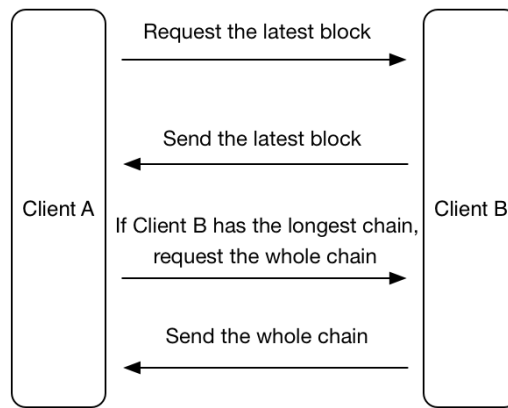 Request the latest block
Send the latest block
Client A
If Client B has the longest chain,
request the whole chain
Client B
Send the whole chain